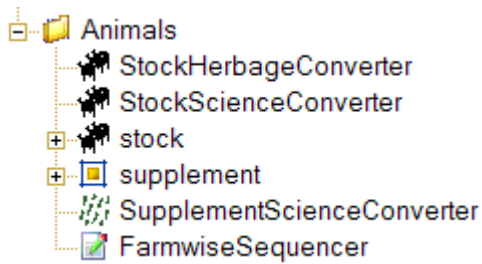 Animals
StockHerbageConverter
StockScienceConverter
stock
supplement
SupplementScienceConverter
FarmwiseSequencer